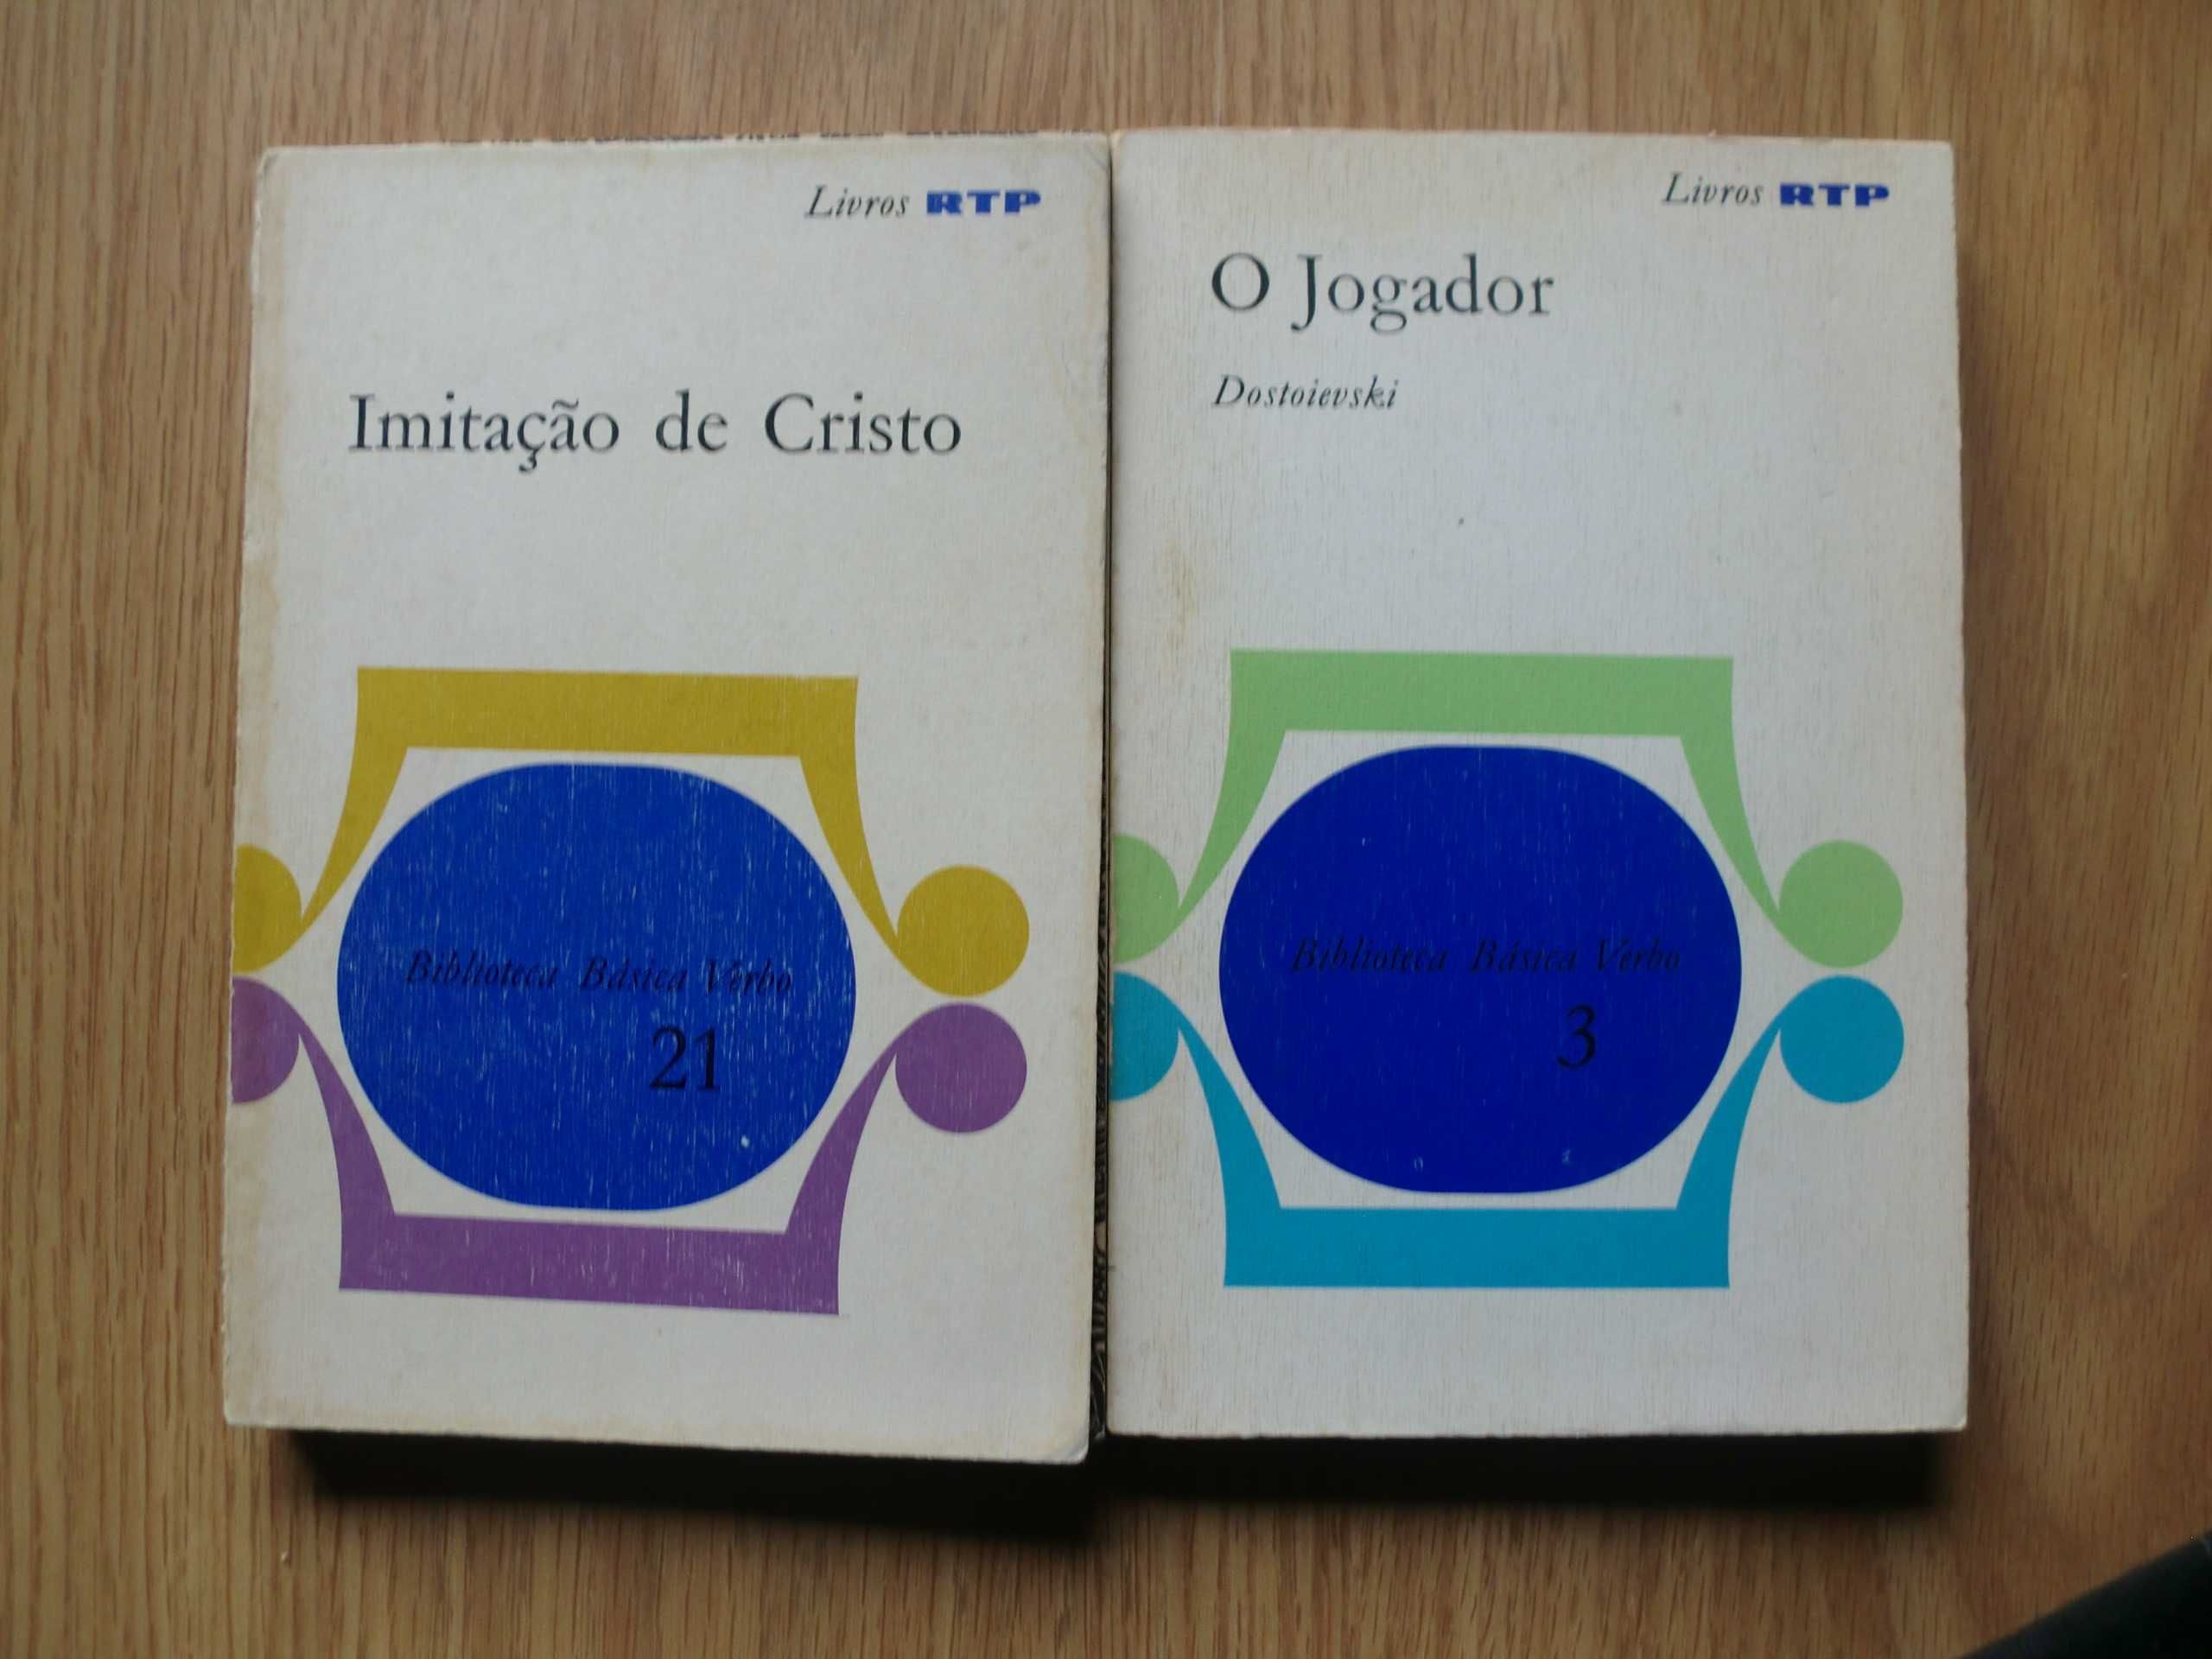 Livros RTP
Imitação de Cristo
Biblioteca Básica Verbo
21
Livros RTP
O Jogador
Dostoievski
Biblioteca Básica Verbo
3